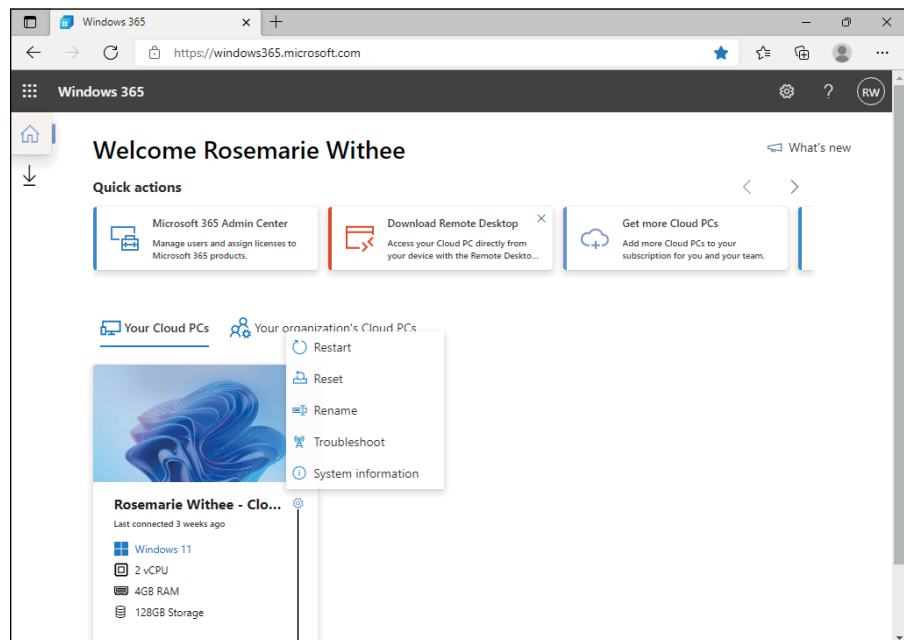 Windows 365
https://windows365.microsoft.com
Windows 365
RW
Welcome Rosemarie Withee
What's new
Quick actions
Microsoft 365 Admin Center
Manage users and assign licenses to
Microsoft 365 products.
Download Remote Desktop
Access your Cloud PC directly from
your device with the Remote Deskto...
Get more Cloud PCs
Add more Cloud PCs to your
subscription for you and your team.
Your Cloud PCs
Your organization's Cloud PCs
Restart
Reset
Rename
Troubleshoot
System information
Rosemarie Withee - Clo...
Last connected 3 weeks ago
Windows 11
2 vCPU
4GB RAM
128GB Storage